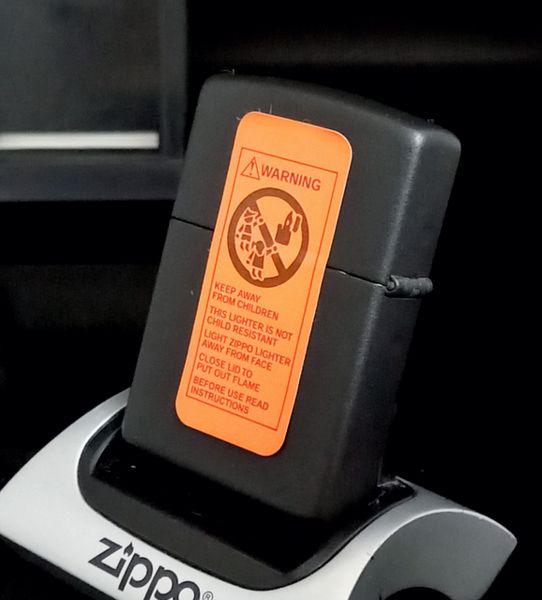 WARNING
KEEP AWAY
FROM CHILDREN
THIS LIGHTER IS NOT
CHILD RESISTANT
LIGHT ZIPPO LIGHTER
AWAY FROM FACE
CLOSE LID TO
PUT OUT FLAME
BEFORE USE READ
INSTRUCTIONS
zippo®